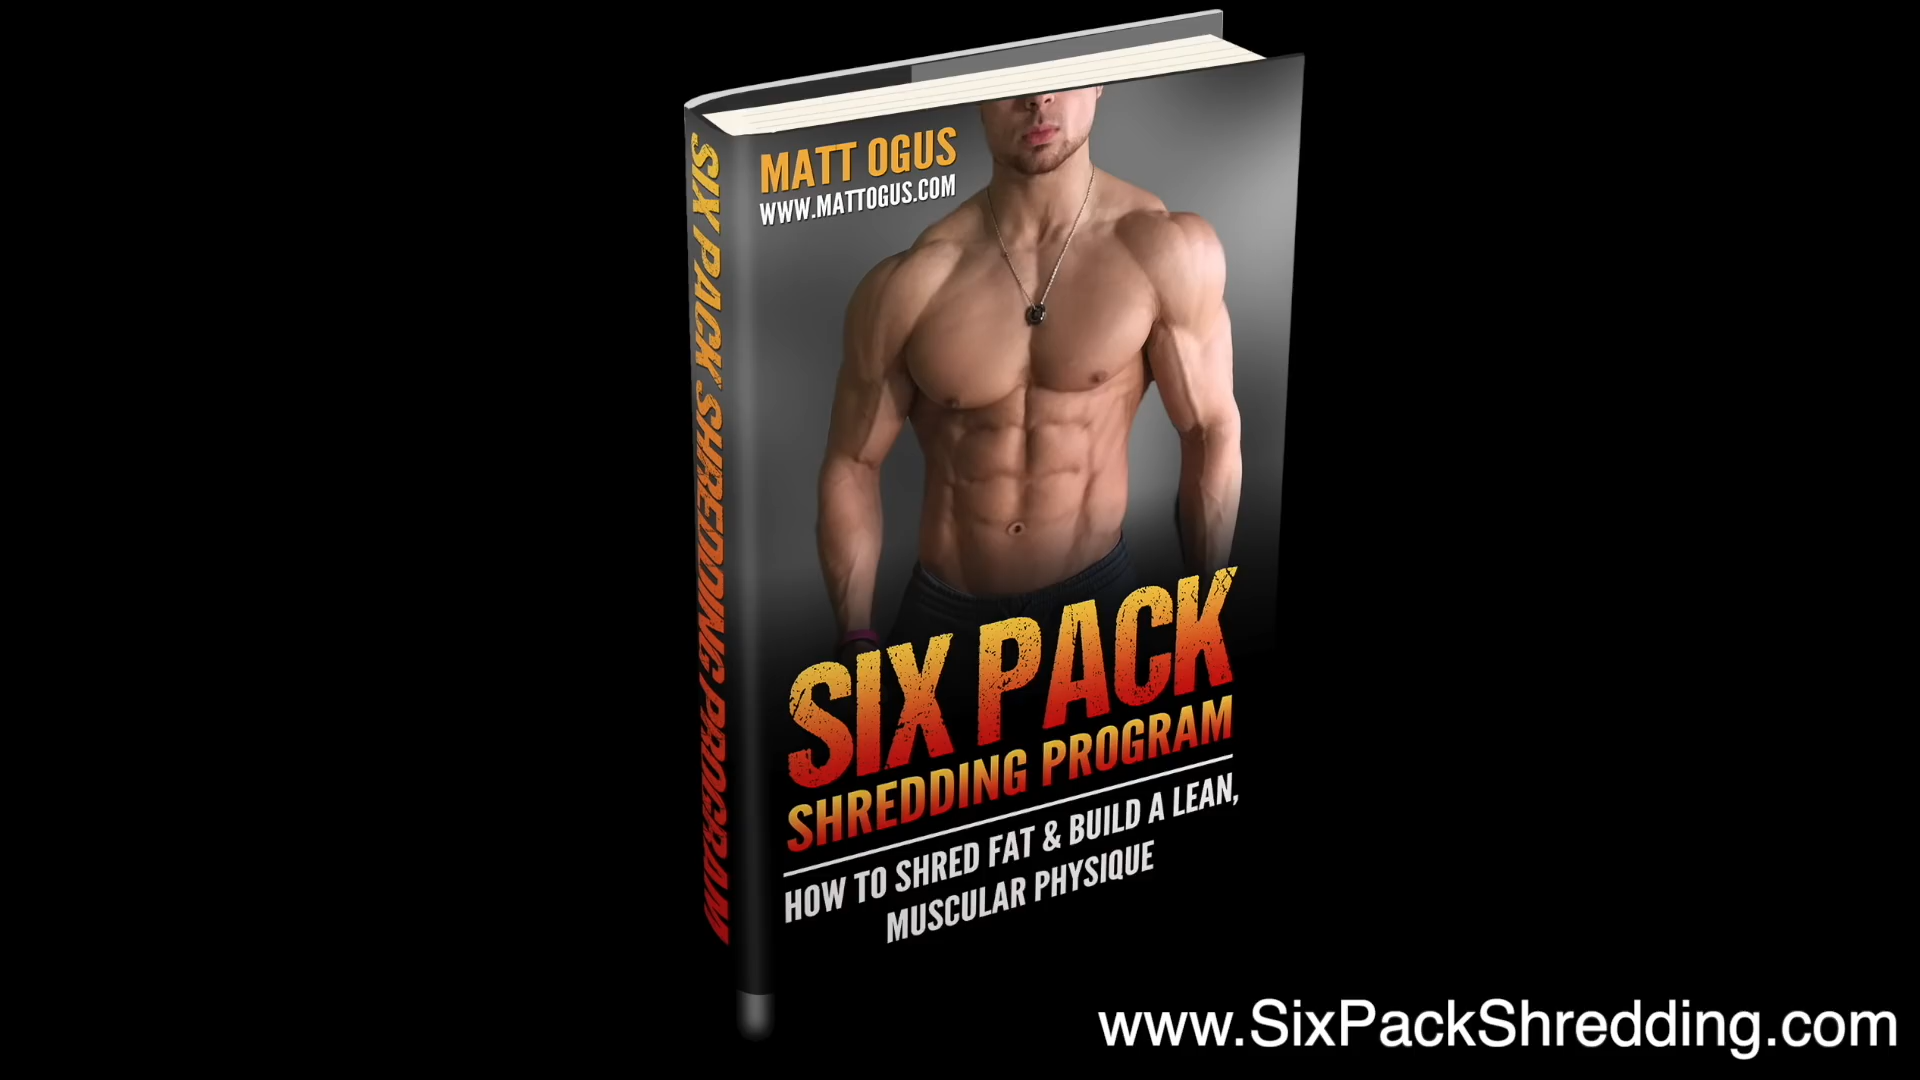 MATT OGUS
WWW.MATTOGUS.COM
SIX PACK SHREDDING PROGRAM
SIX PACK
SHREDDING PROGRAM
HOW TO SHRED FAT & BUILD A LEAN,
MUSCULAR PHYSIQUE
www.SixPackShredding.com